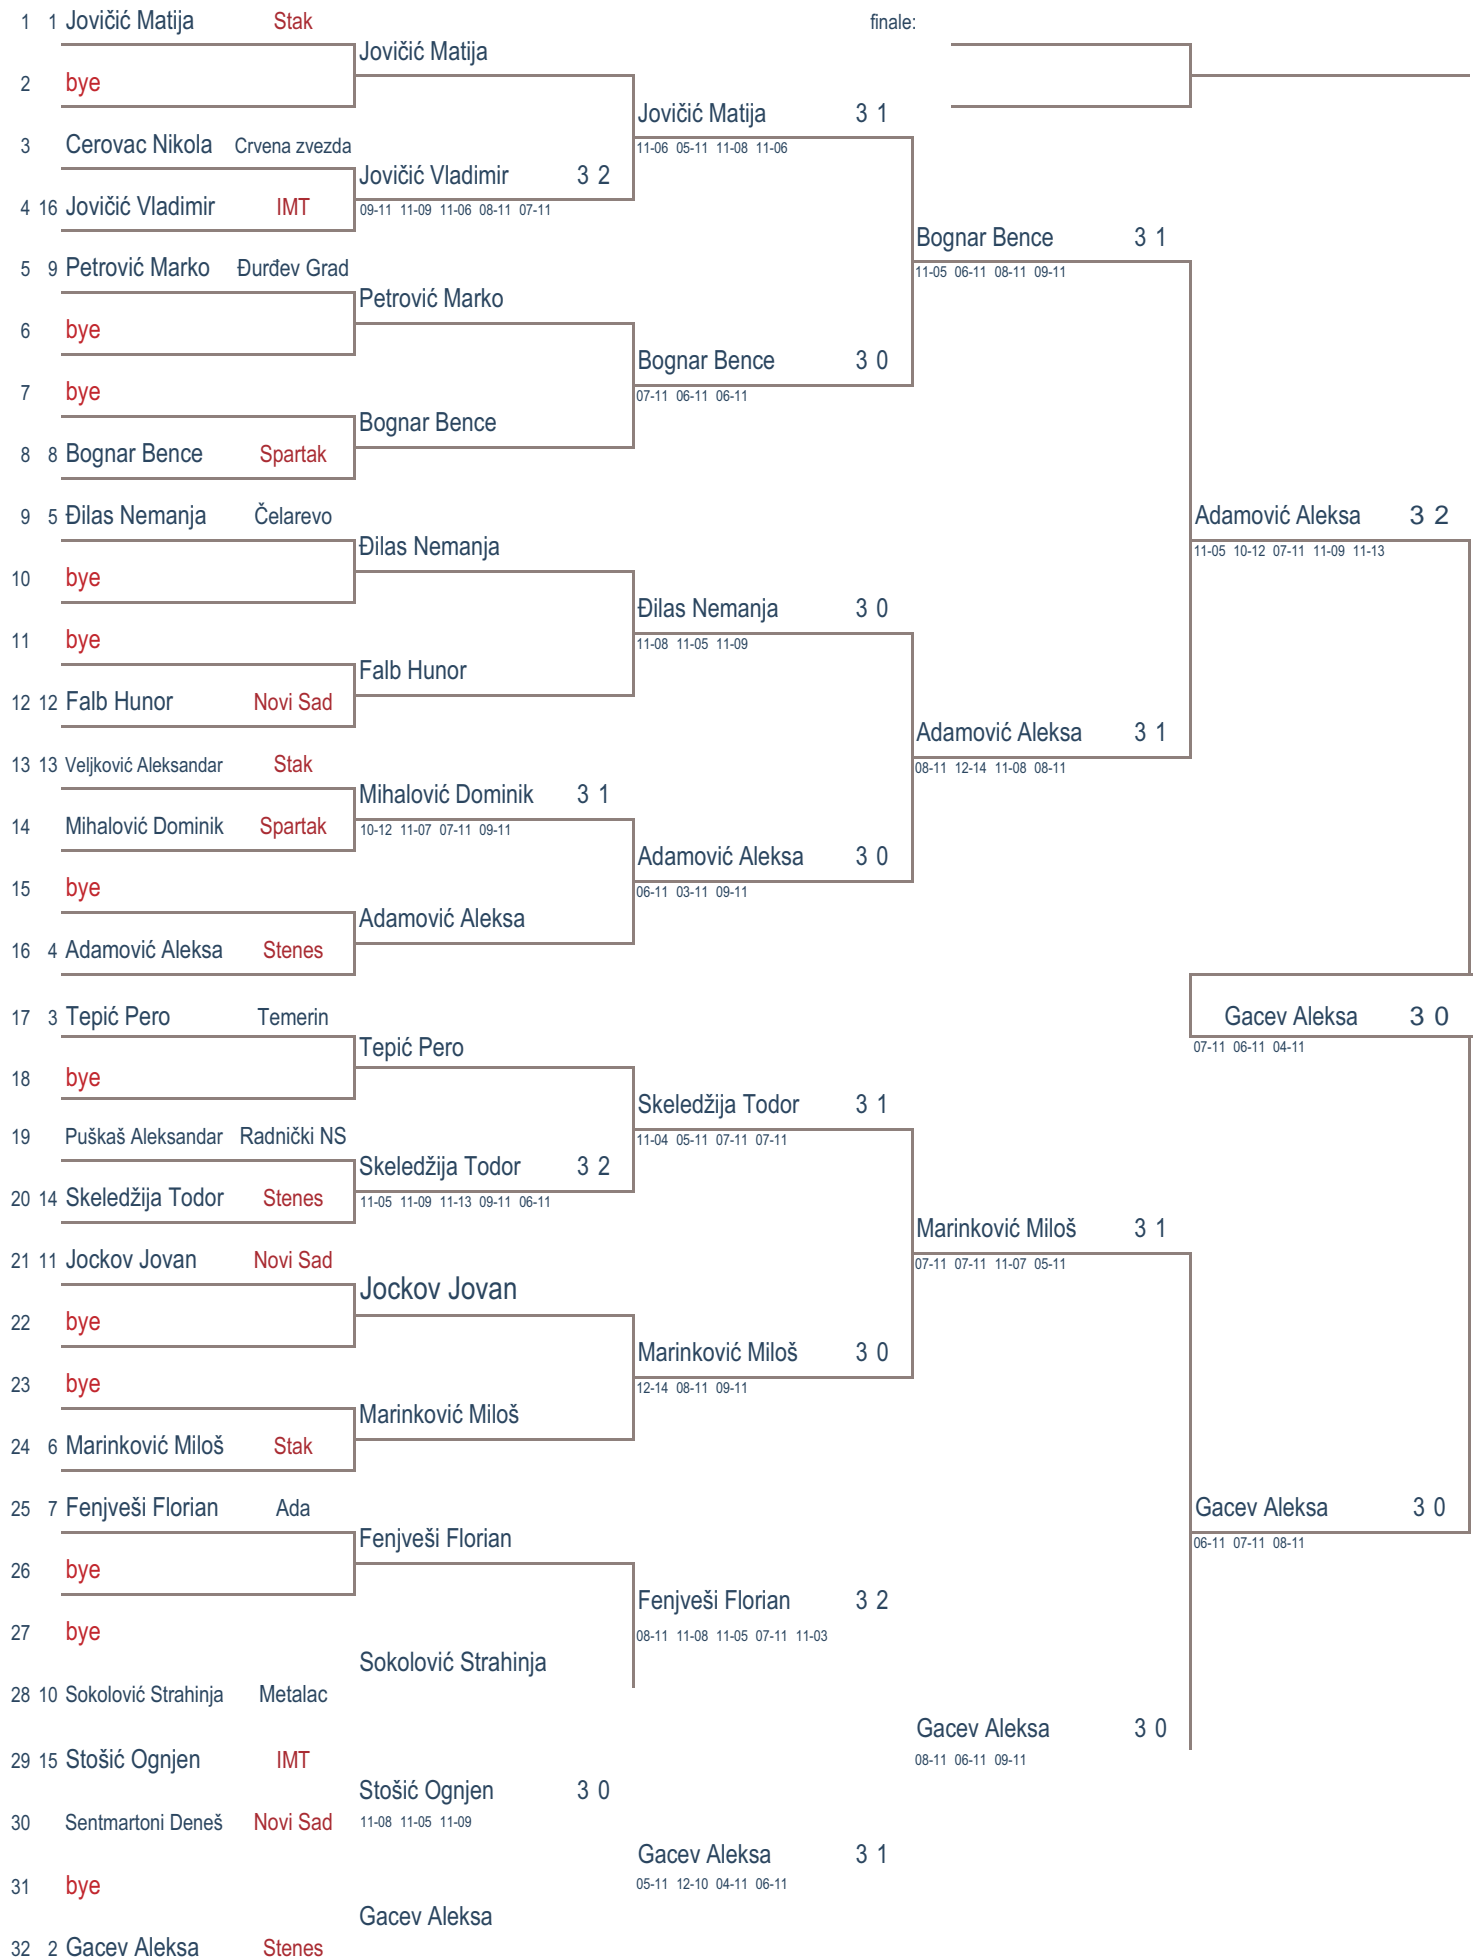 1 1 Jovičić Matija Stak finale:
Jovičić Matija
2 bye
Jovičić Matija 3 1
3 Cerovac Nikola Crvena zvezda 11-06 05-11 11-08 11-06
Jovičić Vladimir 3 2
4 16 Jovičić Vladimir IMT 09-11 11-09 11-06 08-11 07-11
Bognar Bence 3 1
5 9 Petrović Marko Đurđev Grad 11-05 06-11 08-11 09-11
Petrović Marko
6 bye
Bognar Bence 3 0
7 bye 07-11 06-11 06-11
Bognar Bence
8 8 Bognar Bence Spartak
9 5 Đilas Nemanja Čelarevo Adamović Aleksa 3 2
Đilas Nemanja 11-05 10-12 07-11 11-09 11-13
10 bye
Đilas Nemanja 3 0
11 bye 11-08 11-05 11-09
Falb Hunor
12 12 Falb Hunor Novi Sad
Adamović Aleksa 3 1
13 13 Veljković Aleksandar Stak 08-11 12-14 11-08 08-11
Mihalović Dominik 3 1
14 Mihalović Dominik Spartak 10-12 11-07 07-11 09-11
Adamović Aleksa 3 0
15 bye 06-11 03-11 09-11
Adamović Aleksa
16 4 Adamović Aleksa Stenes
17 3 Tepić Pero Temerin Gacev Aleksa 3 0
Tepić Pero 07-11 06-11 04-11
18 bye
Skeledžija Todor 3 1
19 Puškaš Aleksandar Radnički NS 11-04 05-11 07-11 07-11
Skeledžija Todor 3 2
20 14 Skeledžija Todor Stenes 11-05 11-09 11-13 09-11 06-11
Marinković Miloš 3 1
21 11 Jockov Jovan Novi Sad 07-11 07-11 11-07 05-11
Jockov Jovan
22 bye
Marinković Miloš 3 0
23 bye 12-14 08-11 09-11
Marinković Miloš
24 6 Marinković Miloš Stak
25 7 Fenjveši Florian Ada Gacev Aleksa 3 0
Fenjveši Florian 06-11 07-11 08-11
26 bye
Fenjveši Florian 3 2
27 bye 08-11 11-08 11-05 07-11 11-03
Sokolović Strahinja
28 10 Sokolović Strahinja Metalac
Gacev Aleksa 3 0
29 15 Stošić Ognjen IMT 08-11 06-11 09-11
Stošić Ognjen 3 0
30 Sentmartoni Deneš Novi Sad 11-08 11-05 11-09
Gacev Aleksa 3 1
31 bye 05-11 12-10 04-11 06-11
Gacev Aleksa
32 2 Gacev Aleksa Stenes